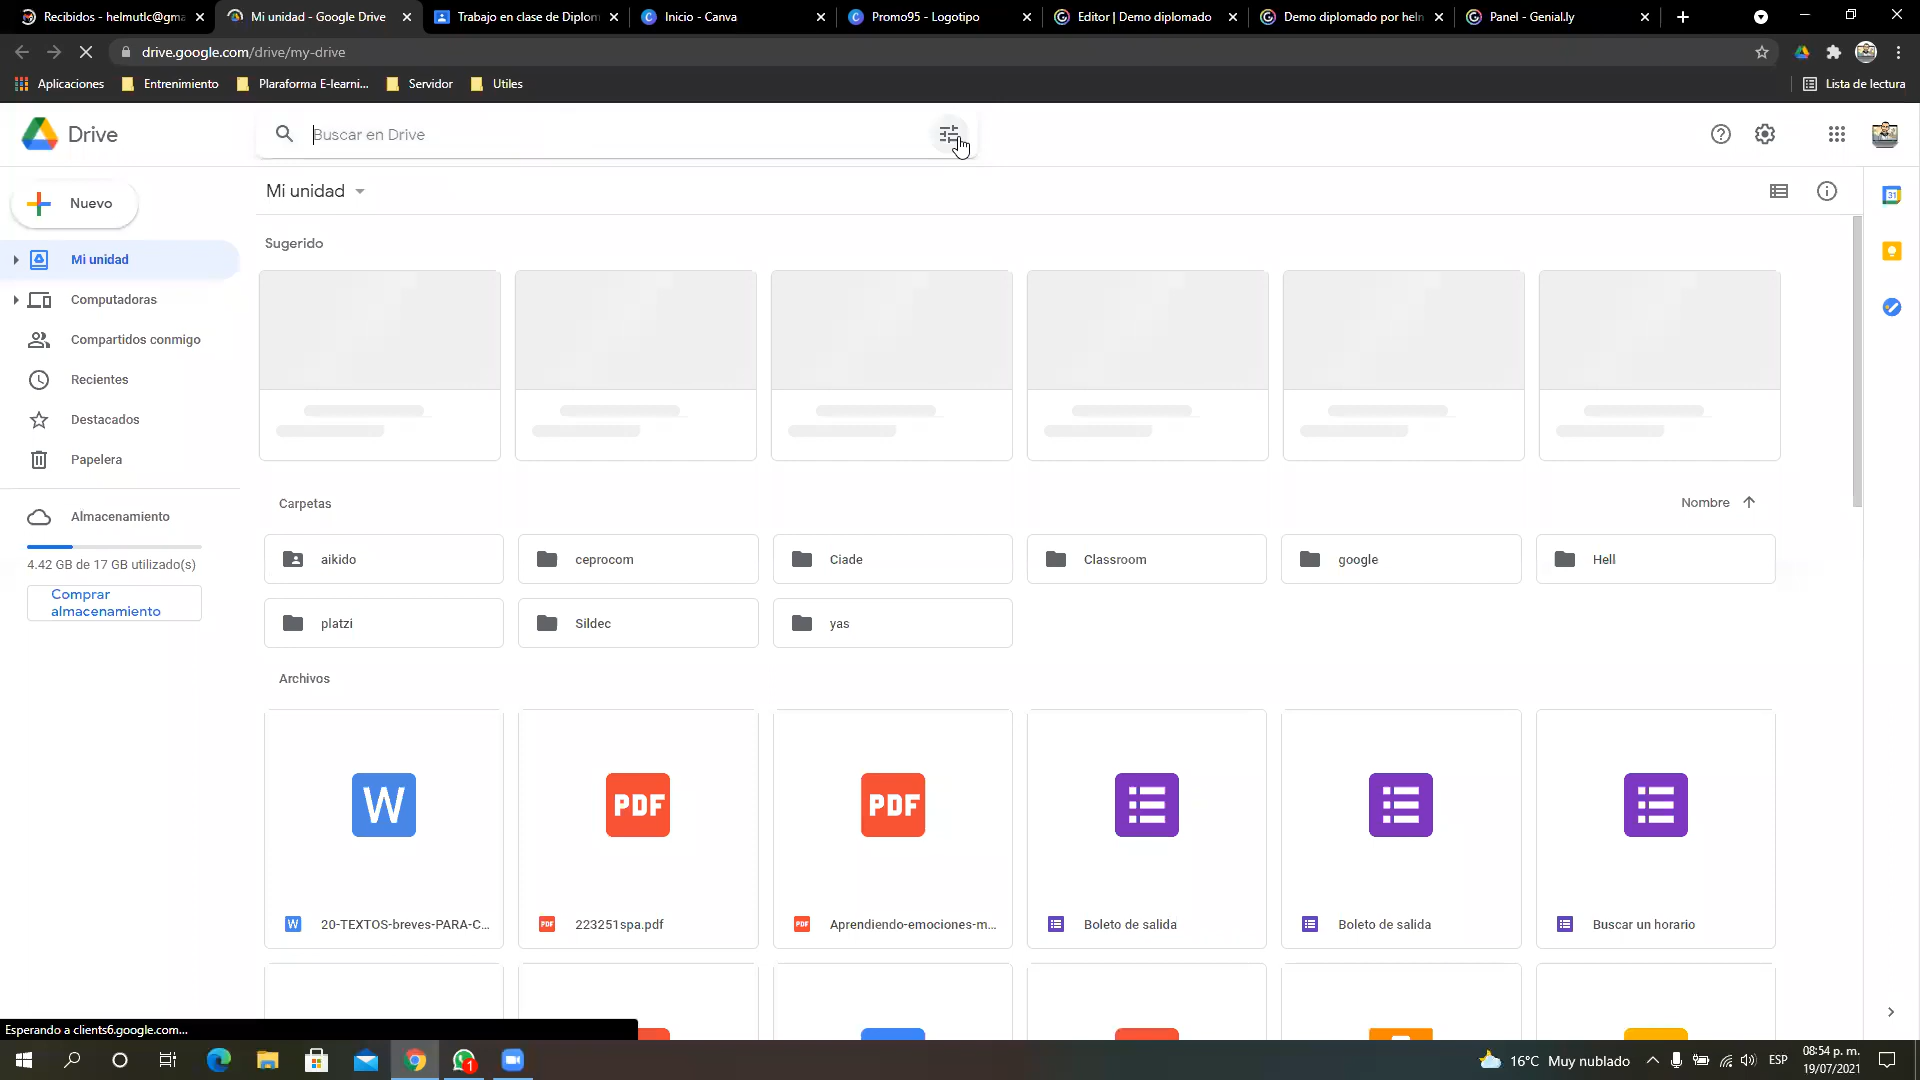 Recibidos - helmutlc@gma
Mi unidad - Google Drive
Trabajo en clase de Diplom
Inicio - Canva
Promo95 - Logotipo
Editor | Demo diplomado
Demo diplomado por heln
Panel - Genial.ly
drive.google.com/drive/my-drive
Aplicaciones
Entrenimiento
Plaraforma E-learni...
Servidor
Utiles
Lista de lectura
Drive
Buscar en Drive
Nuevo
Mi unidad
31
Sugerido
Mi unidad
Computadoras
Compartidos conmigo
Recientes
Destacados
Papelera
Almacenamiento
4.42 GB de 17 GB utilizado(s)
Comprar
almacenamiento
Carpetas
Nombre
aikido
ceprocom
Ciade
Classroom
google
Hell
platzi
Sildec
yas
Archivos
W
PDF
PDF
W
20-TEXTOS-breves-PARA-C...
PDF
223251spa.pdf
PDF
Aprendiendo-emociones-m...
Boleto de salida
Boleto de salida
Buscar un horario
Esperando a clients6.google.com...
1
16°C Muy nublado
ESP
08:54 p. m.
19/07/2021